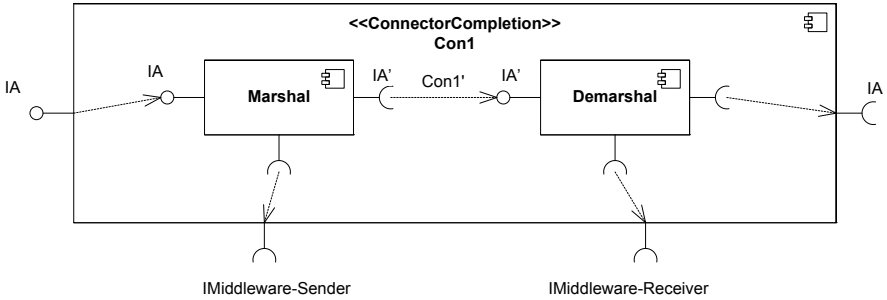 <<ConnectorCompletion>>
Con1
IA
IA
Marshal
IA’
Con1'
IA’
Demarshal
IA
IMiddleware-Sender
IMiddleware-Receiver